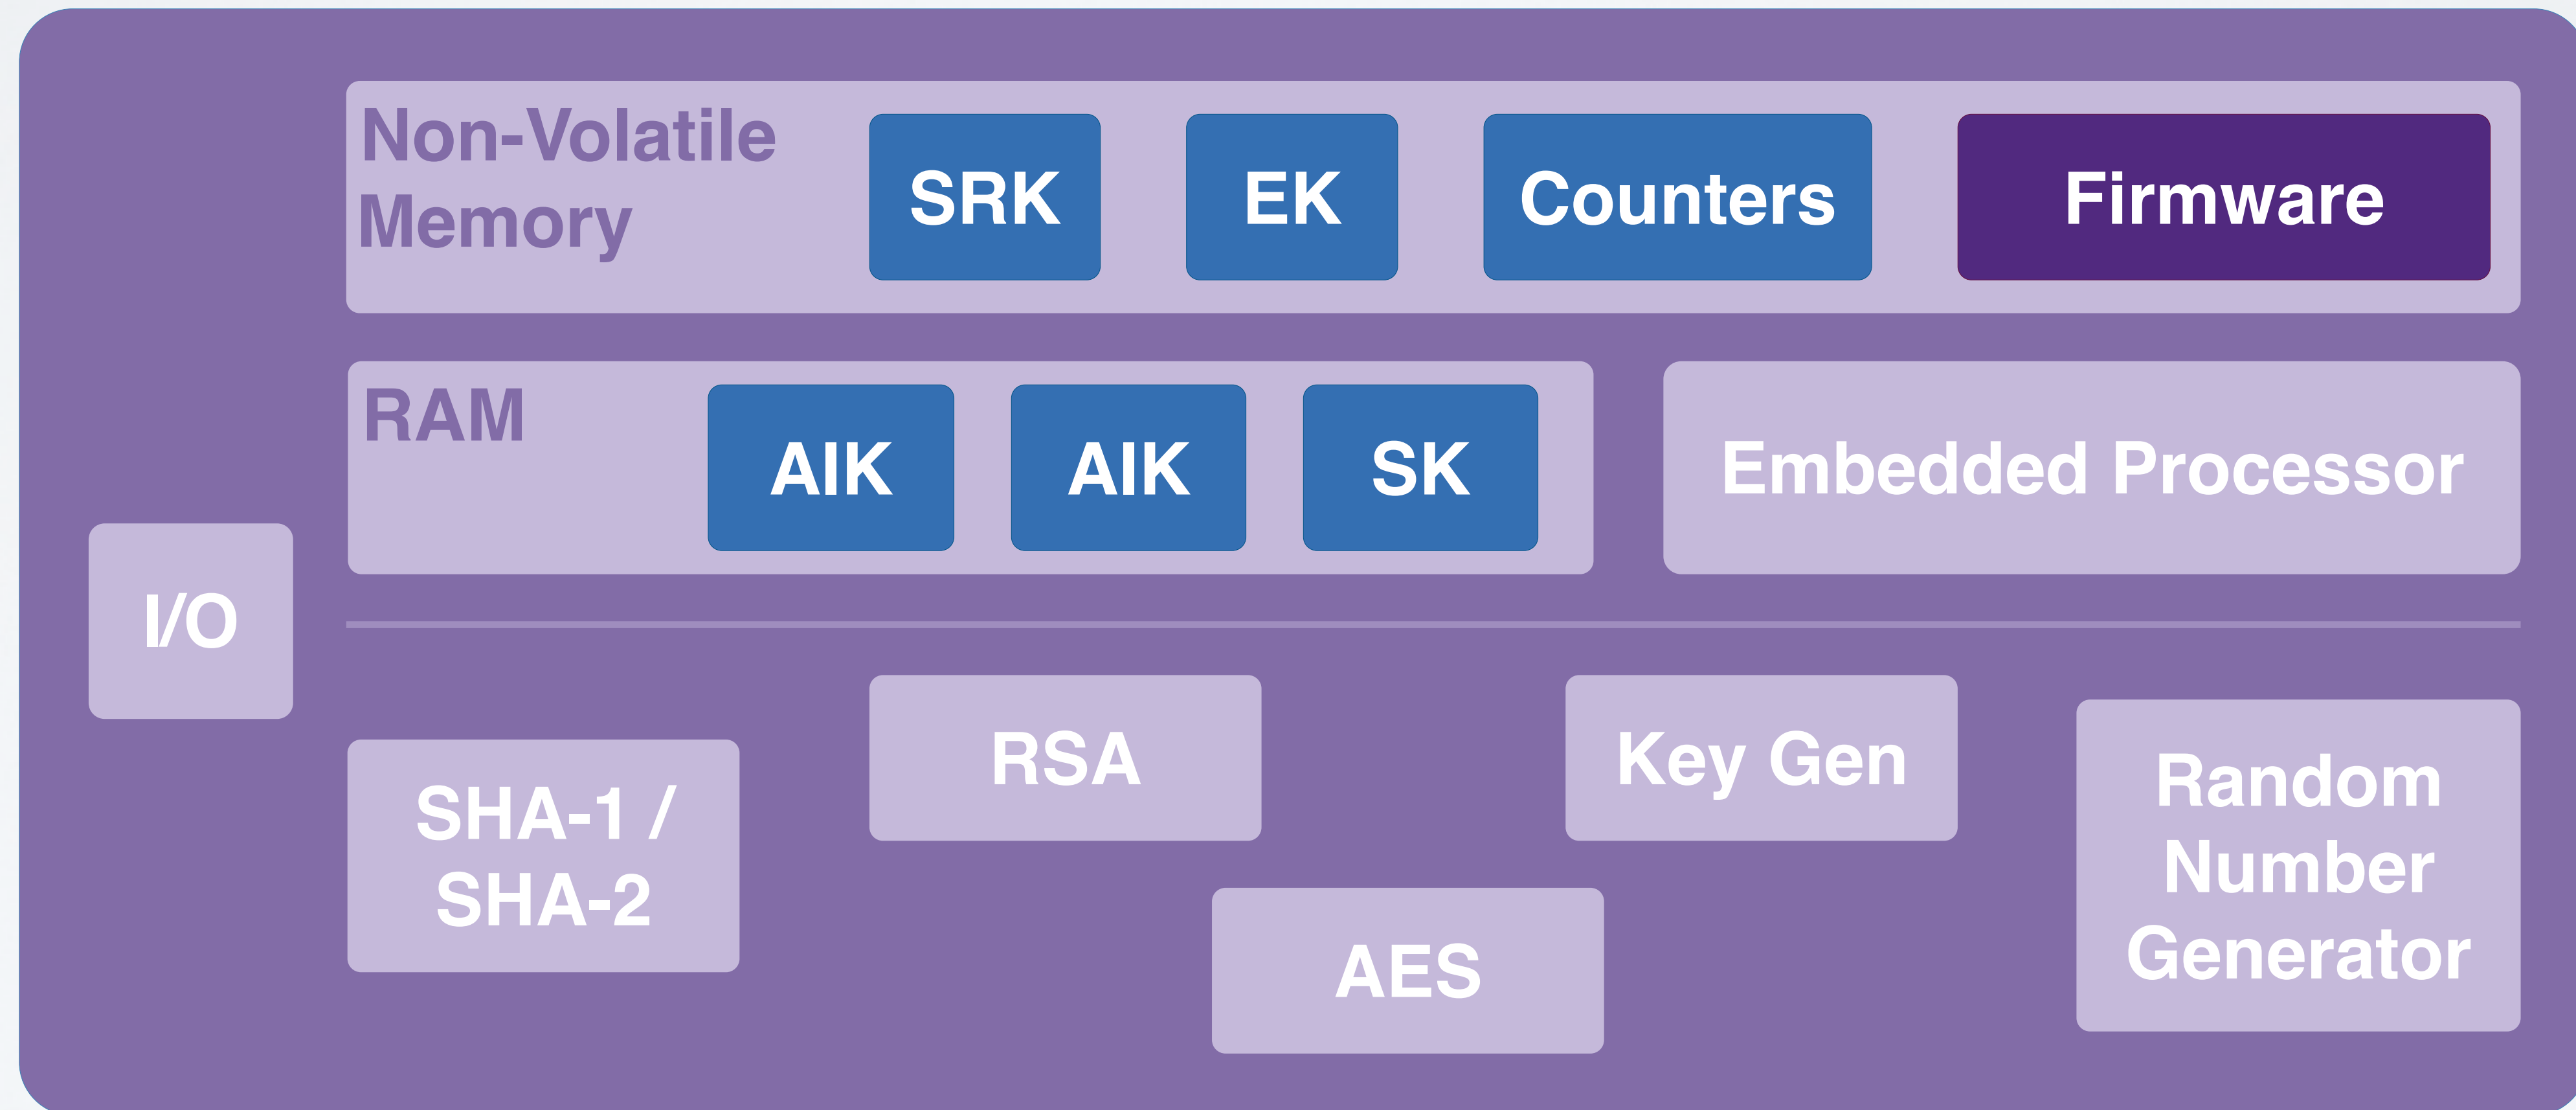 Non-Volatile
Memory
SRK
EK
Counters
Firmware
RAM
AIK
AIK
SK
Embedded Processor
I/O
SHA-1 /
SHA-2
RSA
AES
Key Gen
Random
Number
Generator